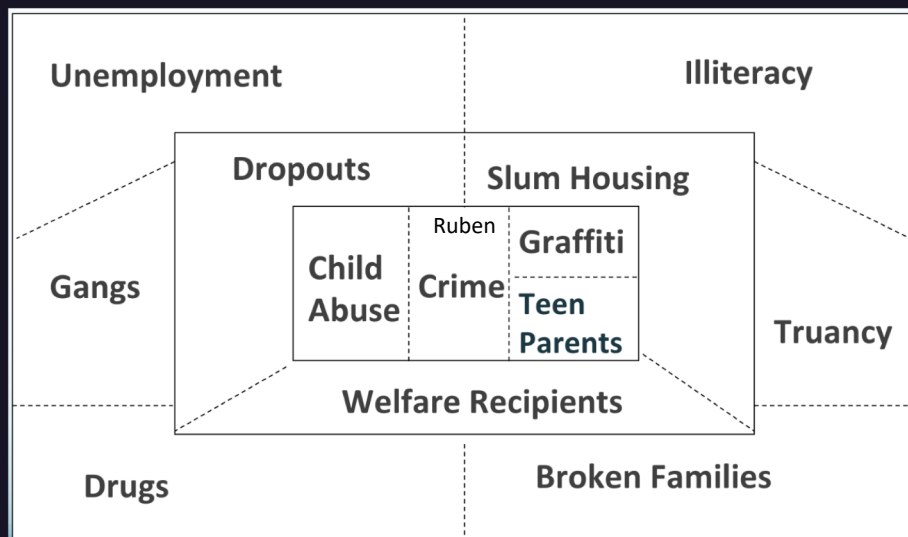 Unemployment
Illiteracy
Dropouts
Slum Housing
Ruben
Graffiti
Child
Abuse
Crime
Gangs
Teen
Parents
Truancy
Welfare Recipients
Drugs
Broken Families